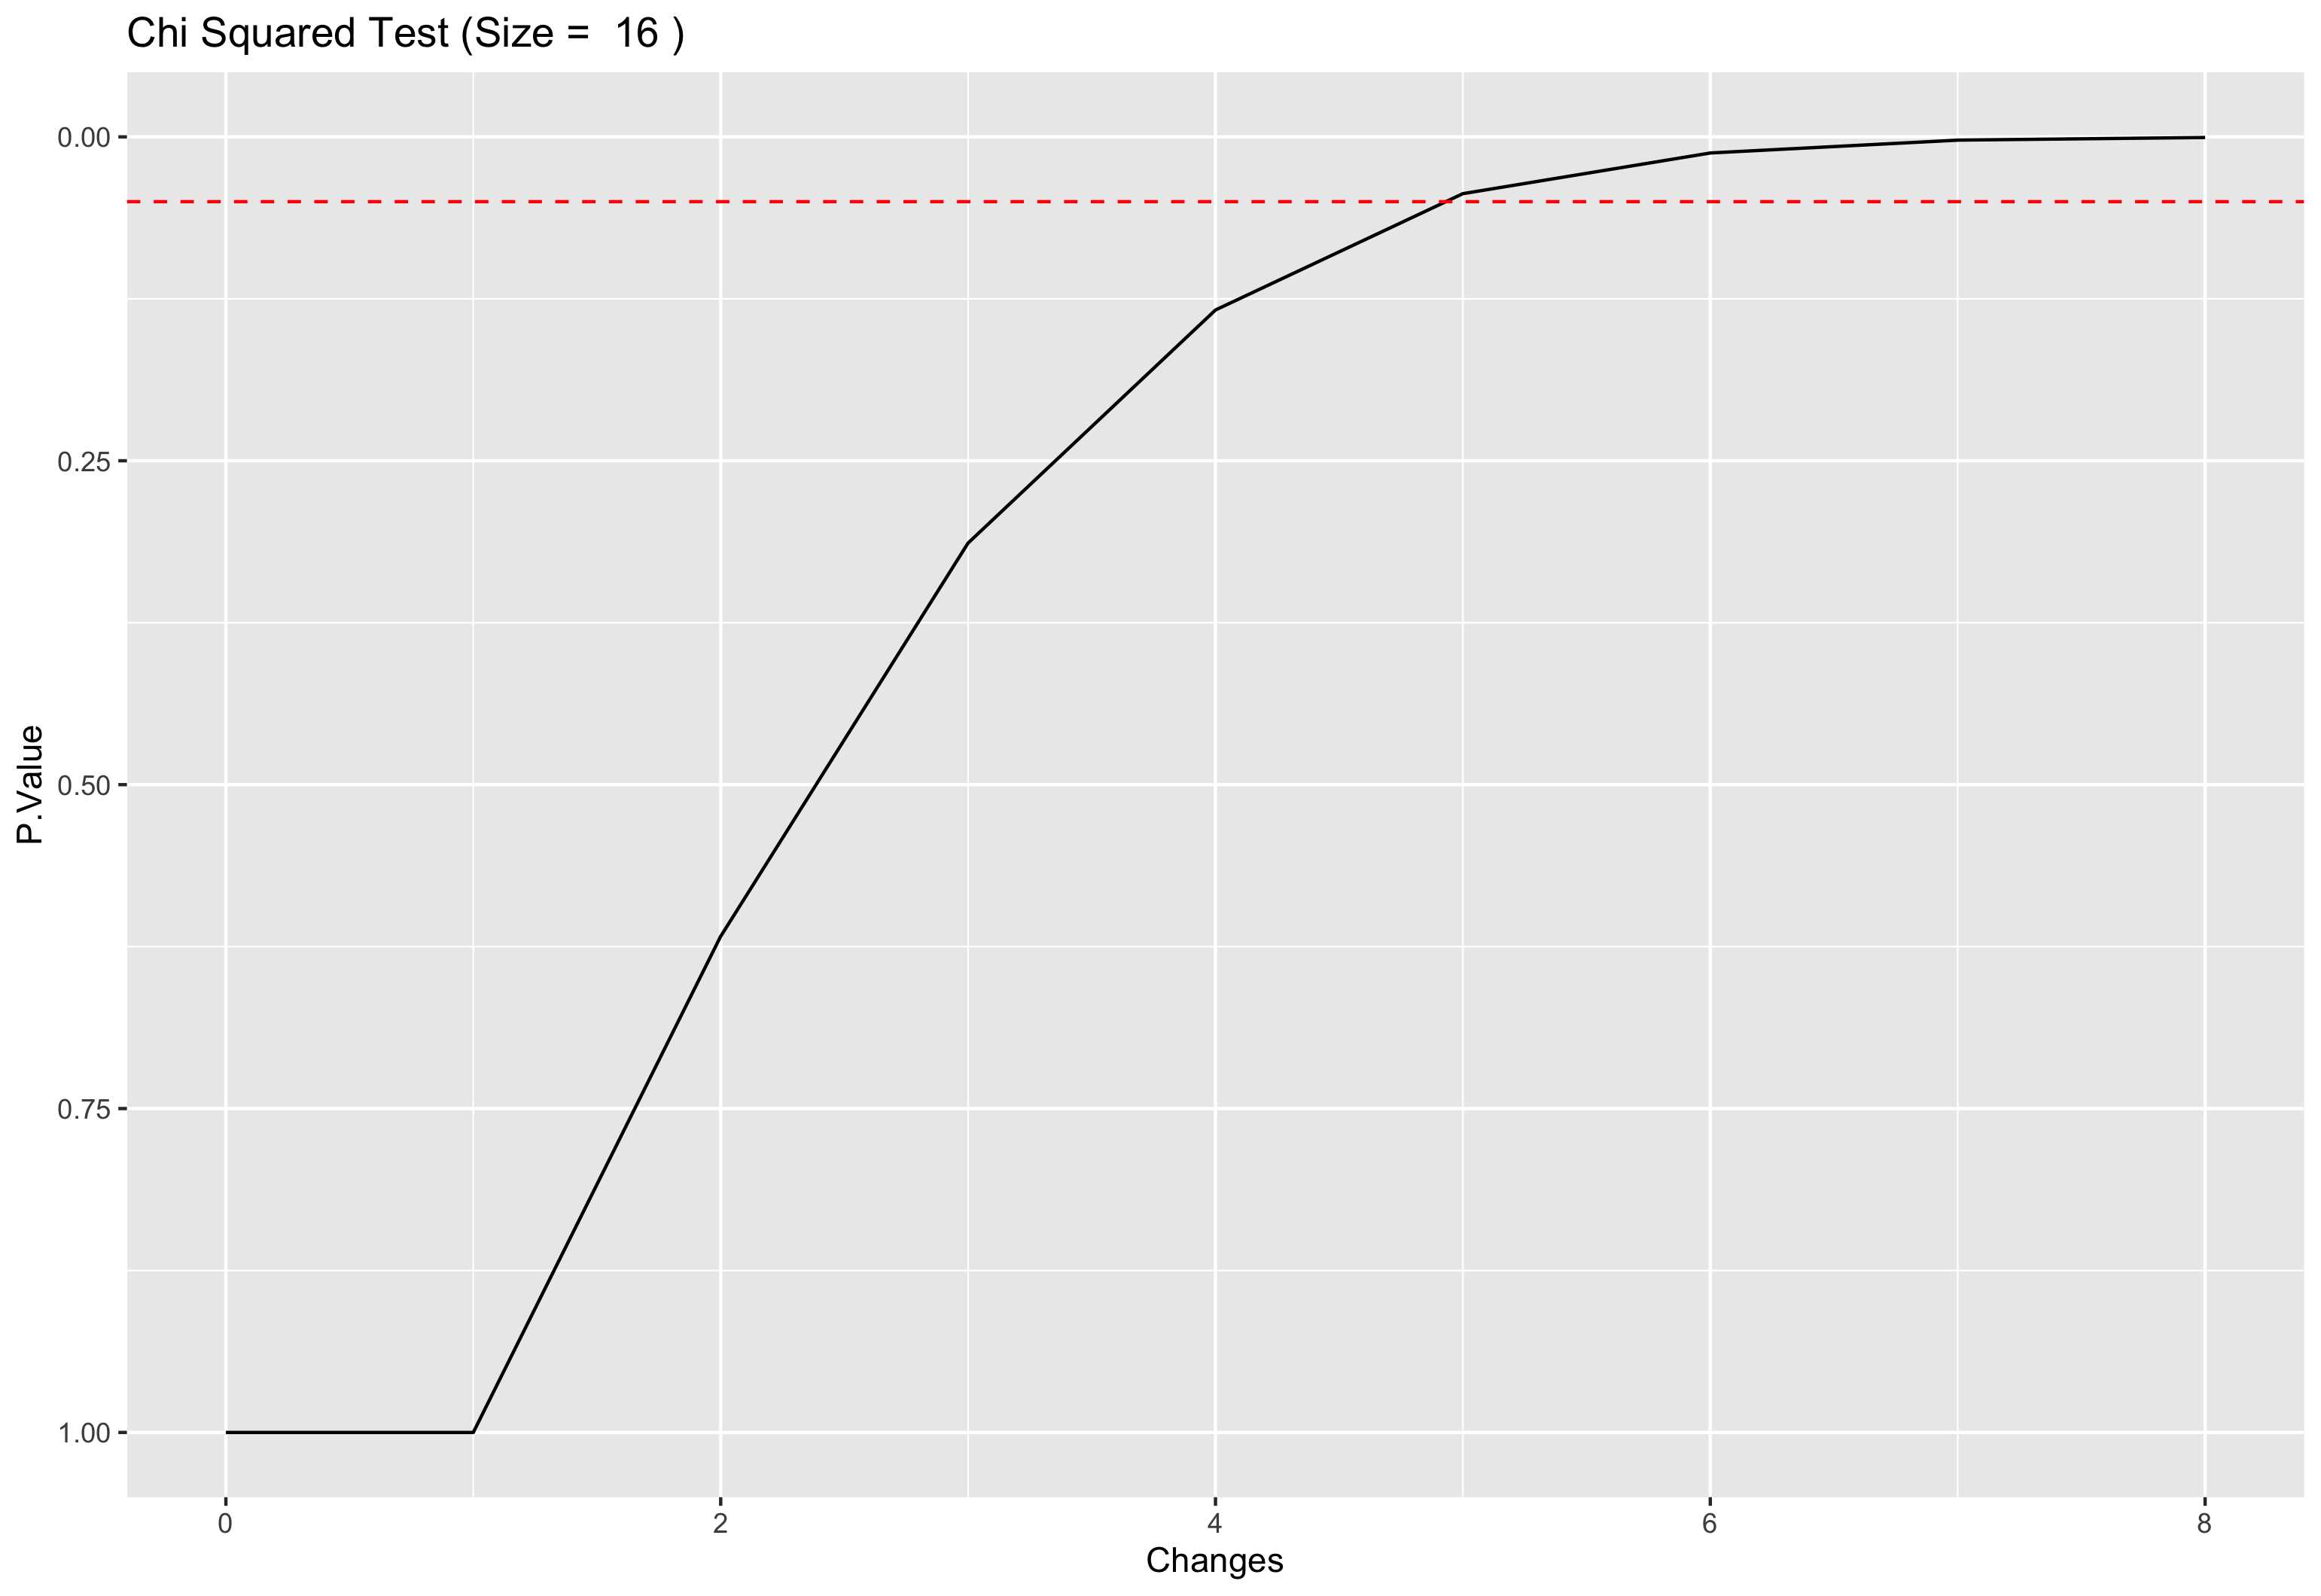 Chi Squared Test (Size =  16 )
0.00
0.25
0.50
0.75
1.00
P.Value
0 2 4 6 8
Changes